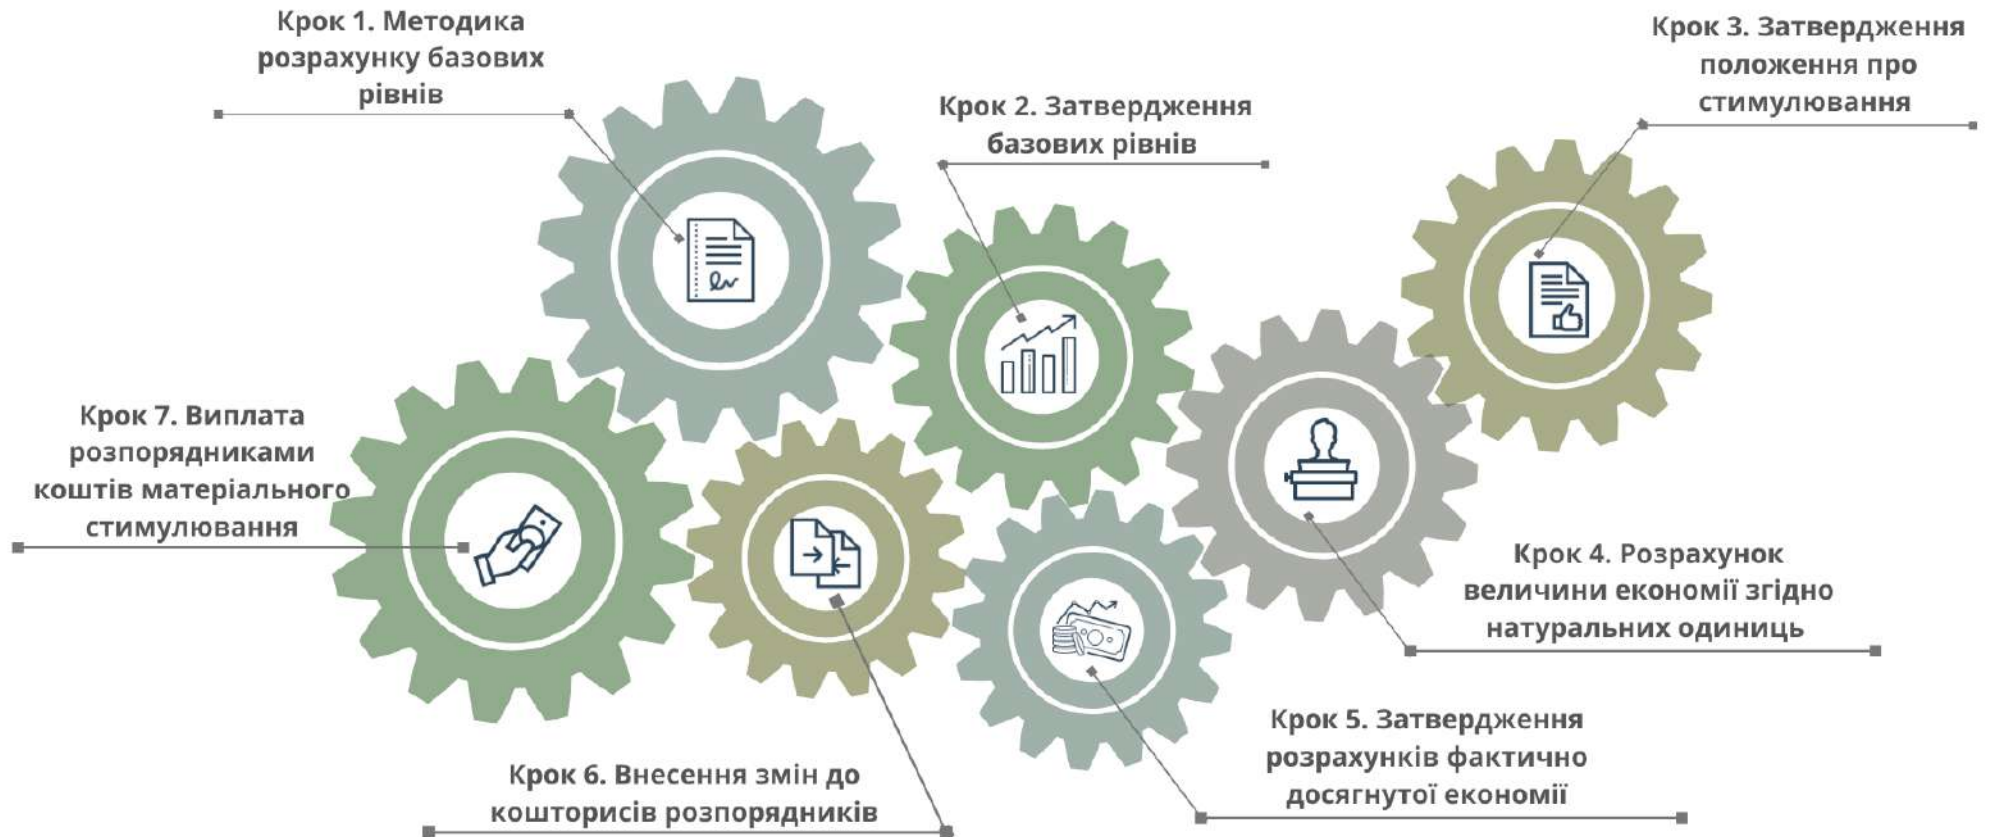 Крок 1. Методика
розрахунку базових
рівнів
Крок 2. Затвердження
базових рівнів
Крок 3. Затвердження
положення про
стимулювання
Крок 4. Розрахунок
величини економії згідно
натуральних одиниць
Крок 5. Затвердження
розрахунків фактично
досягнутої економії
Крок 6. Внесення змін до
кошторисів розпорядників
Крок 7. Виплата
розпорядниками
коштів матеріального
стимулювання